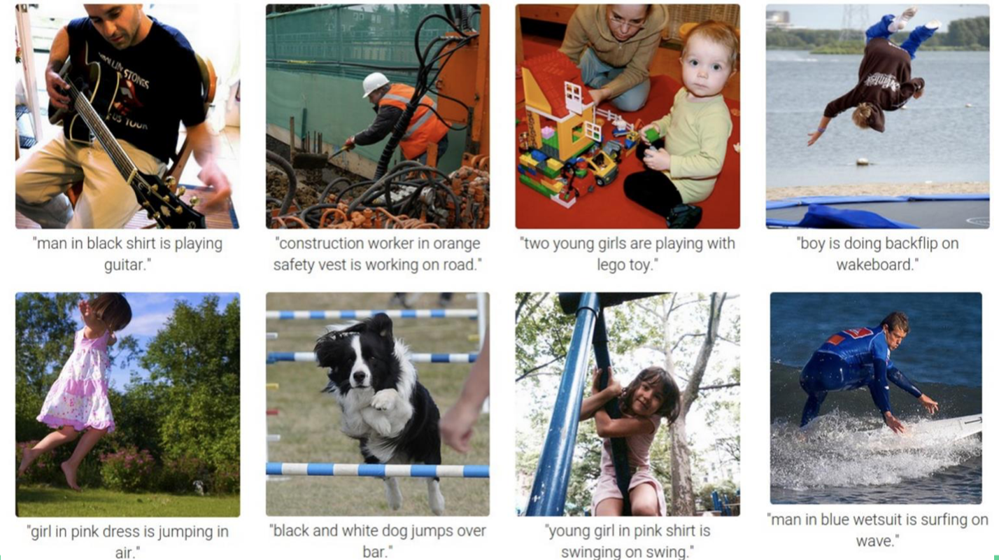 "man in black shirt is playing
guitar."
"construction worker in orange
safety vest is working on road."
"two young girls are playing with
lego toy."
"boy is doing backflip on
wakeboard."
"girl in pink dress is jumping in
air."
"black and white dog jumps over
bar."
"young girl in pink shirt is
swinging on swing."
"man in blue wetsuit is surfing on
wave."